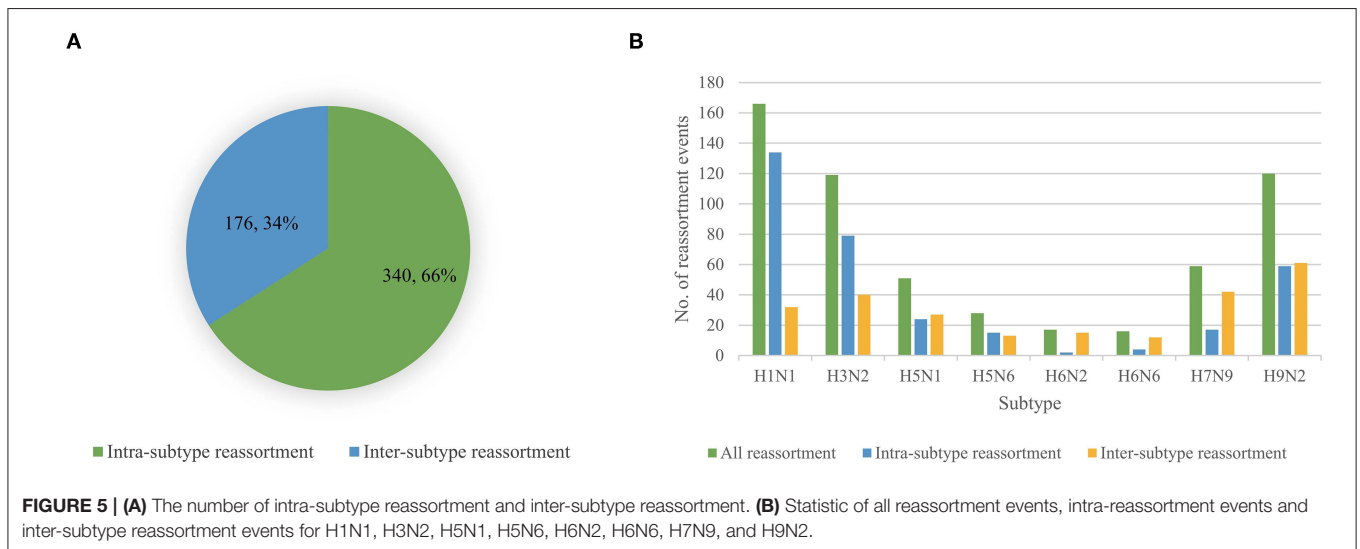 A
176, 34%
340, 66%
Intra-subtype reassortment Inter-subtype reassortment
B
No. of reassortment events
180
160
140
120
100
80
60
40
20
0
H1N1 H3N2 H5N1 H5N6 H6N2 H6N6 H7N9 H9N2
Subtype
All reassortment Intra-subtype reassortment Inter-subtype reassortment
FIGURE 5 | (A) The number of intra-subtype reassortment and inter-subtype reassortment. (B) Statistic of all reassortment events, intra-reassortment events and
inter-subtype reassortment events for H1N1, H3N2, H5N1, H5N6, H6N2, H6N6, H7N9, and H9N2.